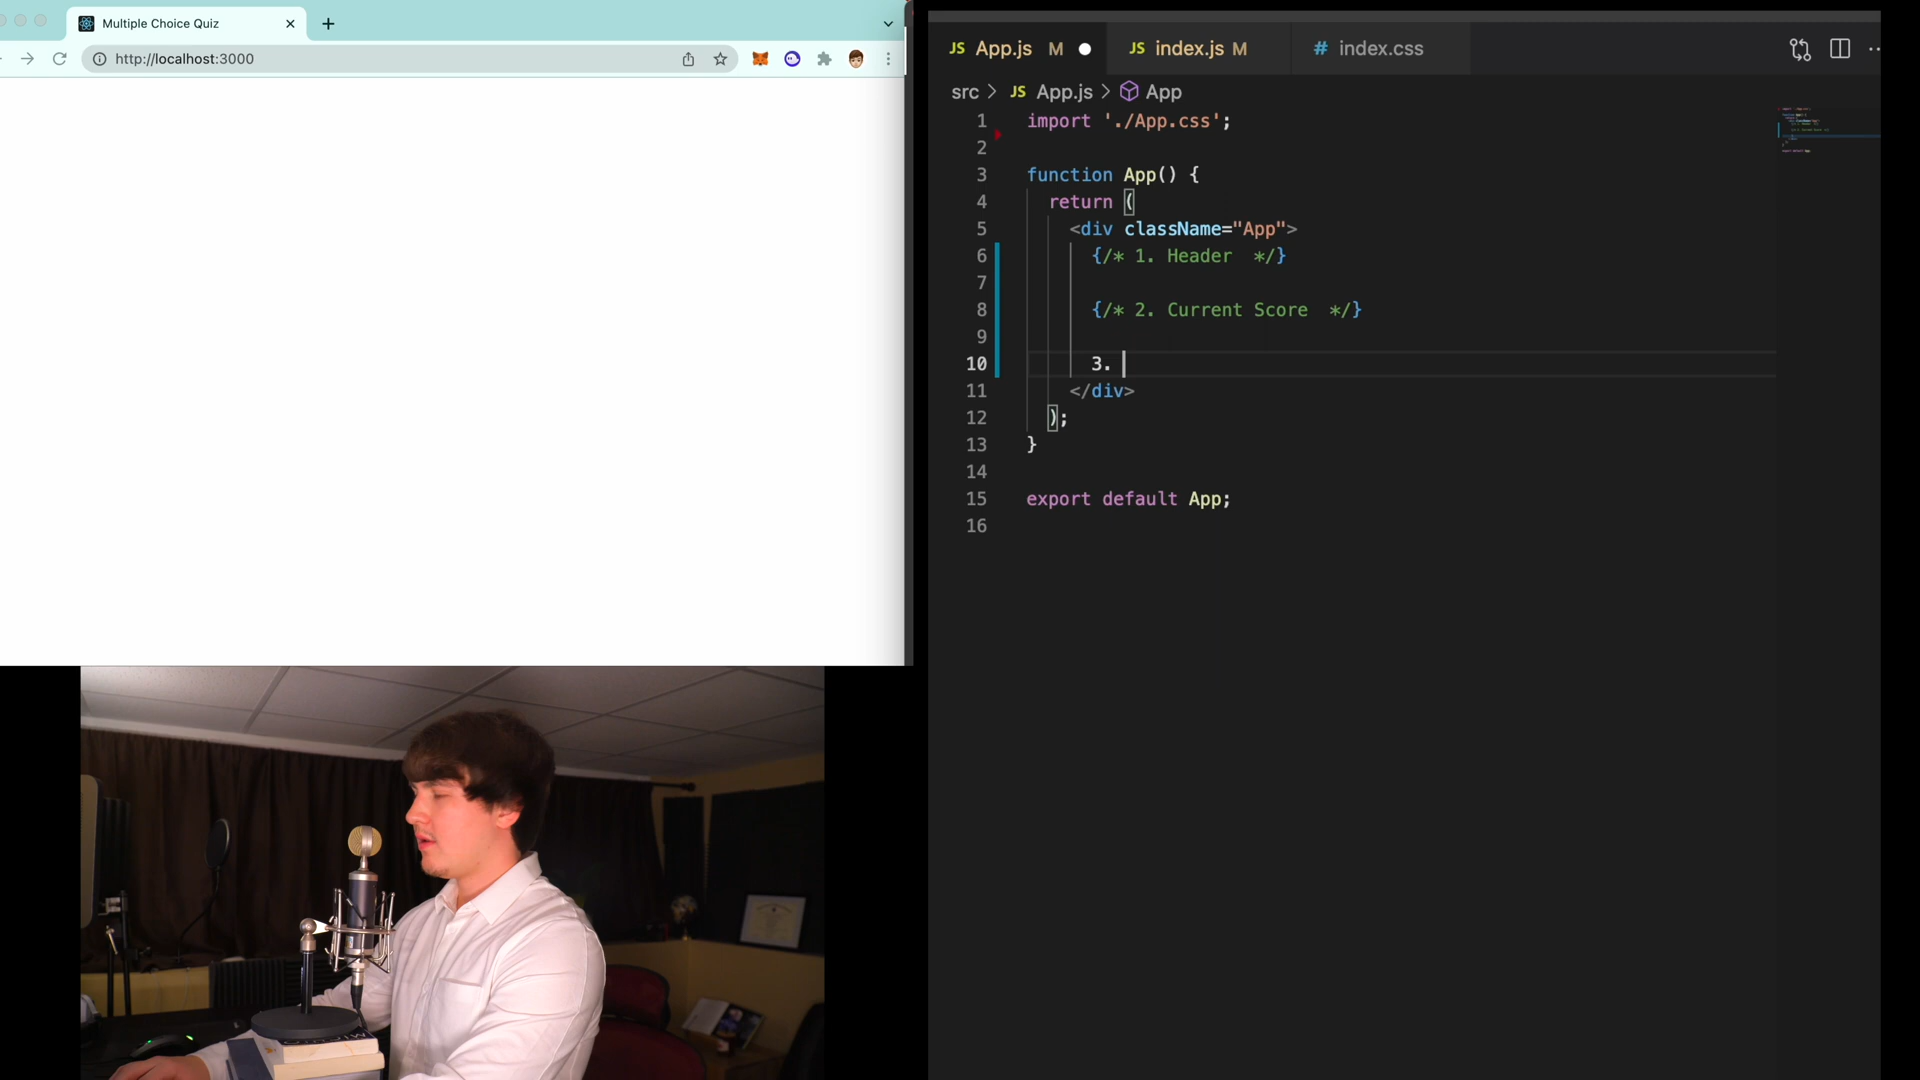 Multiple Choice Quiz
http://localhost:3000
JS App.js M
JS index.js M
# index.css
src > JS App.js > App
1 import './App.css';
2
3 function App() {
4 return (
5 <div className="App">
6 {/* 1. Header  */}
7
8 {/* 2. Current Score  */}
9
10 3.
11 </div>
12 );
13 }
14
15 export default App;
16